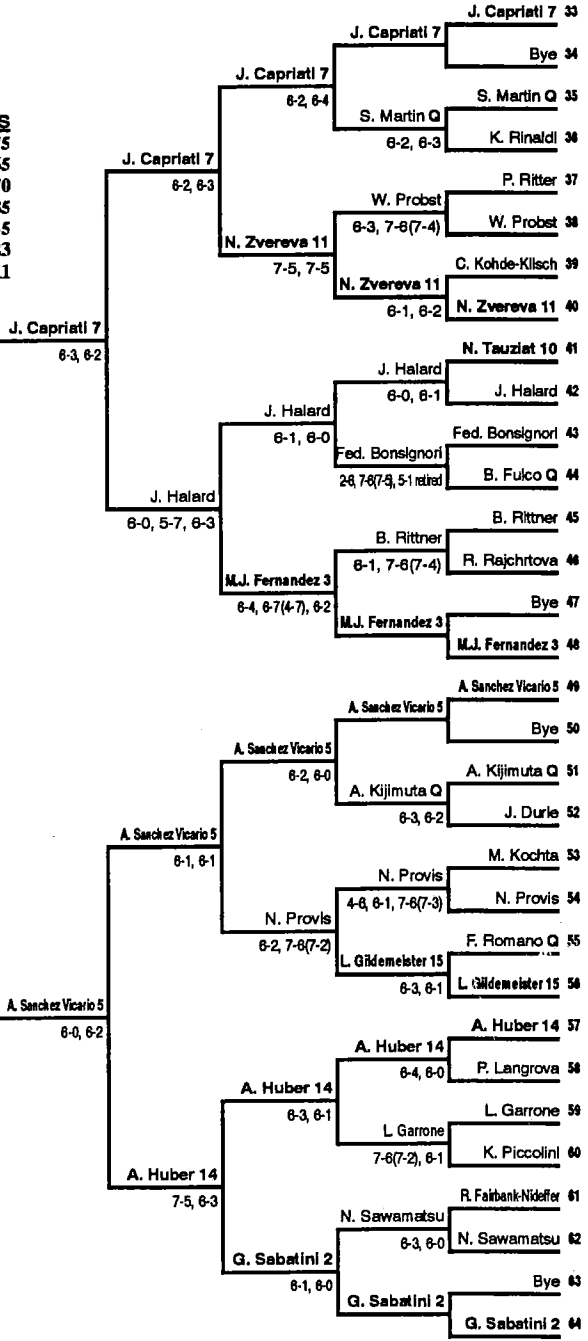 J. Capriati 7 33
J. Capriati 7
Bye 34
J. Capriati 7
6-2, 6-4
S. Martin Q 35
S. Martin Q
6-2, 6-3
K. Rinaldi 36
J. Capriati 7
6-2, 6-3
P. Ritter 37
W. Probst
6-3, 7-6(7-4)
W. Probst 38
N. Zvereva 11
7-5, 7-5
C. Kohde-Kilsch 39
N. Zvereva 11
6-1, 6-2
N. Zvereva 11 40
J. Capriati 7
6-3, 6-2
N. Tauziat 10 41
J. Halard
6-0, 6-1
J. Halard 42
J. Halard
6-1, 6-0
Fed. Bonsignori 43
Fed. Bonsignori
2-6, 7-6(7-5), 5-1 retired
B. Fulco Q 44
J. Halard
6-0, 5-7, 6-3
B. Rittner 45
B. Rittner
6-1, 7-6(7-4)
R. Rajchrtova 46
M.J. Fernandez 3
6-4, 6-7(4-7), 6-2
Bye 47
M.J. Fernandez 3
M.J. Fernandez 3 48
A. Sanchez Vicario 5 49
A. Sanchez Vicario 5
Bye 50
A. Sanchez Vicario 5
6-2, 6-0
A. Kijimuta Q 51
A. Kijimuta Q
6-3, 6-2
J. Durie 52
A. Sanchez Vicario 5
6-1, 6-1
M. Kochta 53
N. Provis
4-6, 6-1, 7-6(7-3)
N. Provis 54
N. Provis
6-2, 7-6(7-2)
F. Romano Q 55
L. Gildemeister 15
6-3, 6-1
L. Gildemeister 15 56
A. Sanchez Vicario 5
6-0, 6-2
A. Huber 14 57
A. Huber 14
6-4, 6-0
P. Langrova 58
A. Huber 14
6-3, 6-1
L. Garrone 59
L. Garrone
7-6(7-2), 6-1
K. Piccolini 60
A. Huber 14
7-5, 6-3
R. Fairbank-Nideffer 61
N. Sawamatsu
6-3, 6-0
N. Sawamatsu 62
G. Sabatini 2
6-1, 6-0
Bye 63
G. Sabatini 2
G. Sabatini 2 64